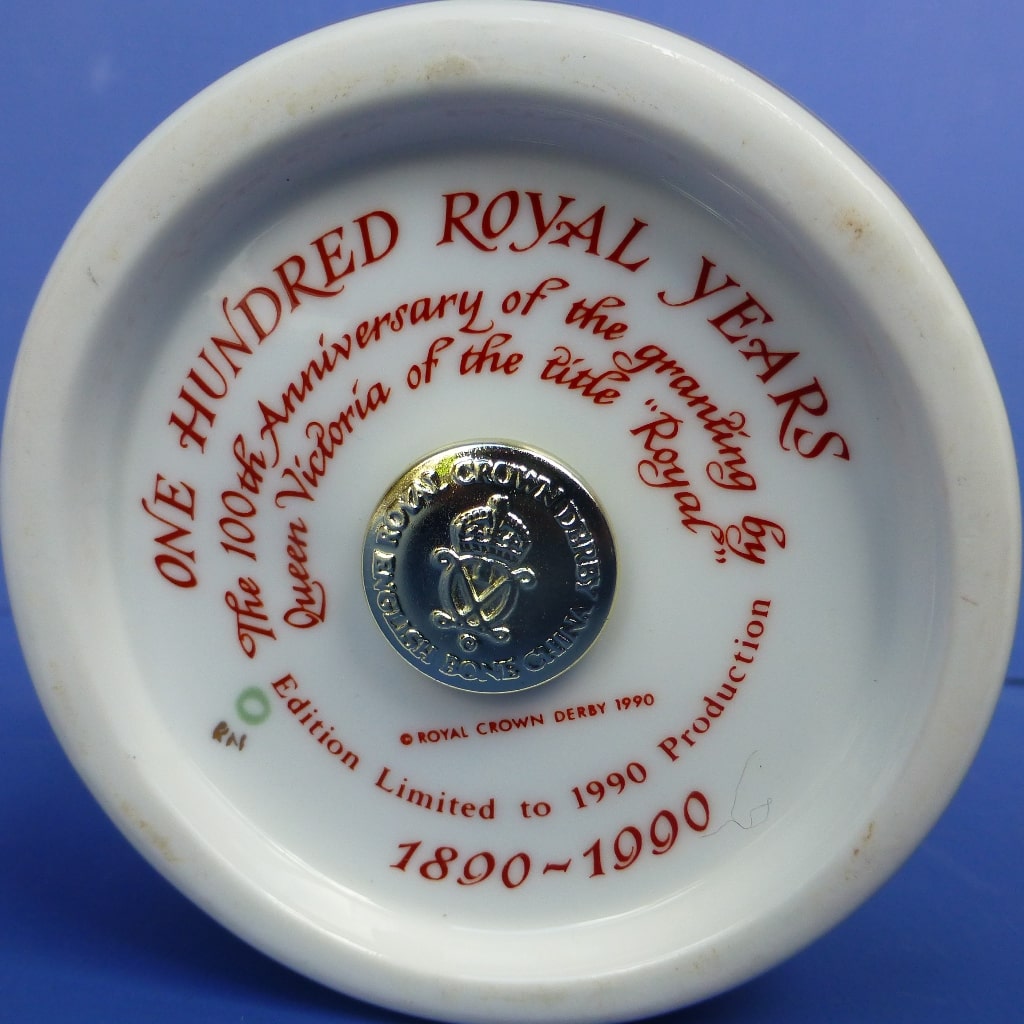 ONE HUNDRED ROYAL YEARS
The 100th Anniversary of the granting by
Queen Victoria of the title "Royal"
ROYAL CROWN DERBY
ENGLISH BONE CHINA
©
© ROYAL CROWN DERBY 1990
Edition Limited to 1990 Production
1890~1990
RN